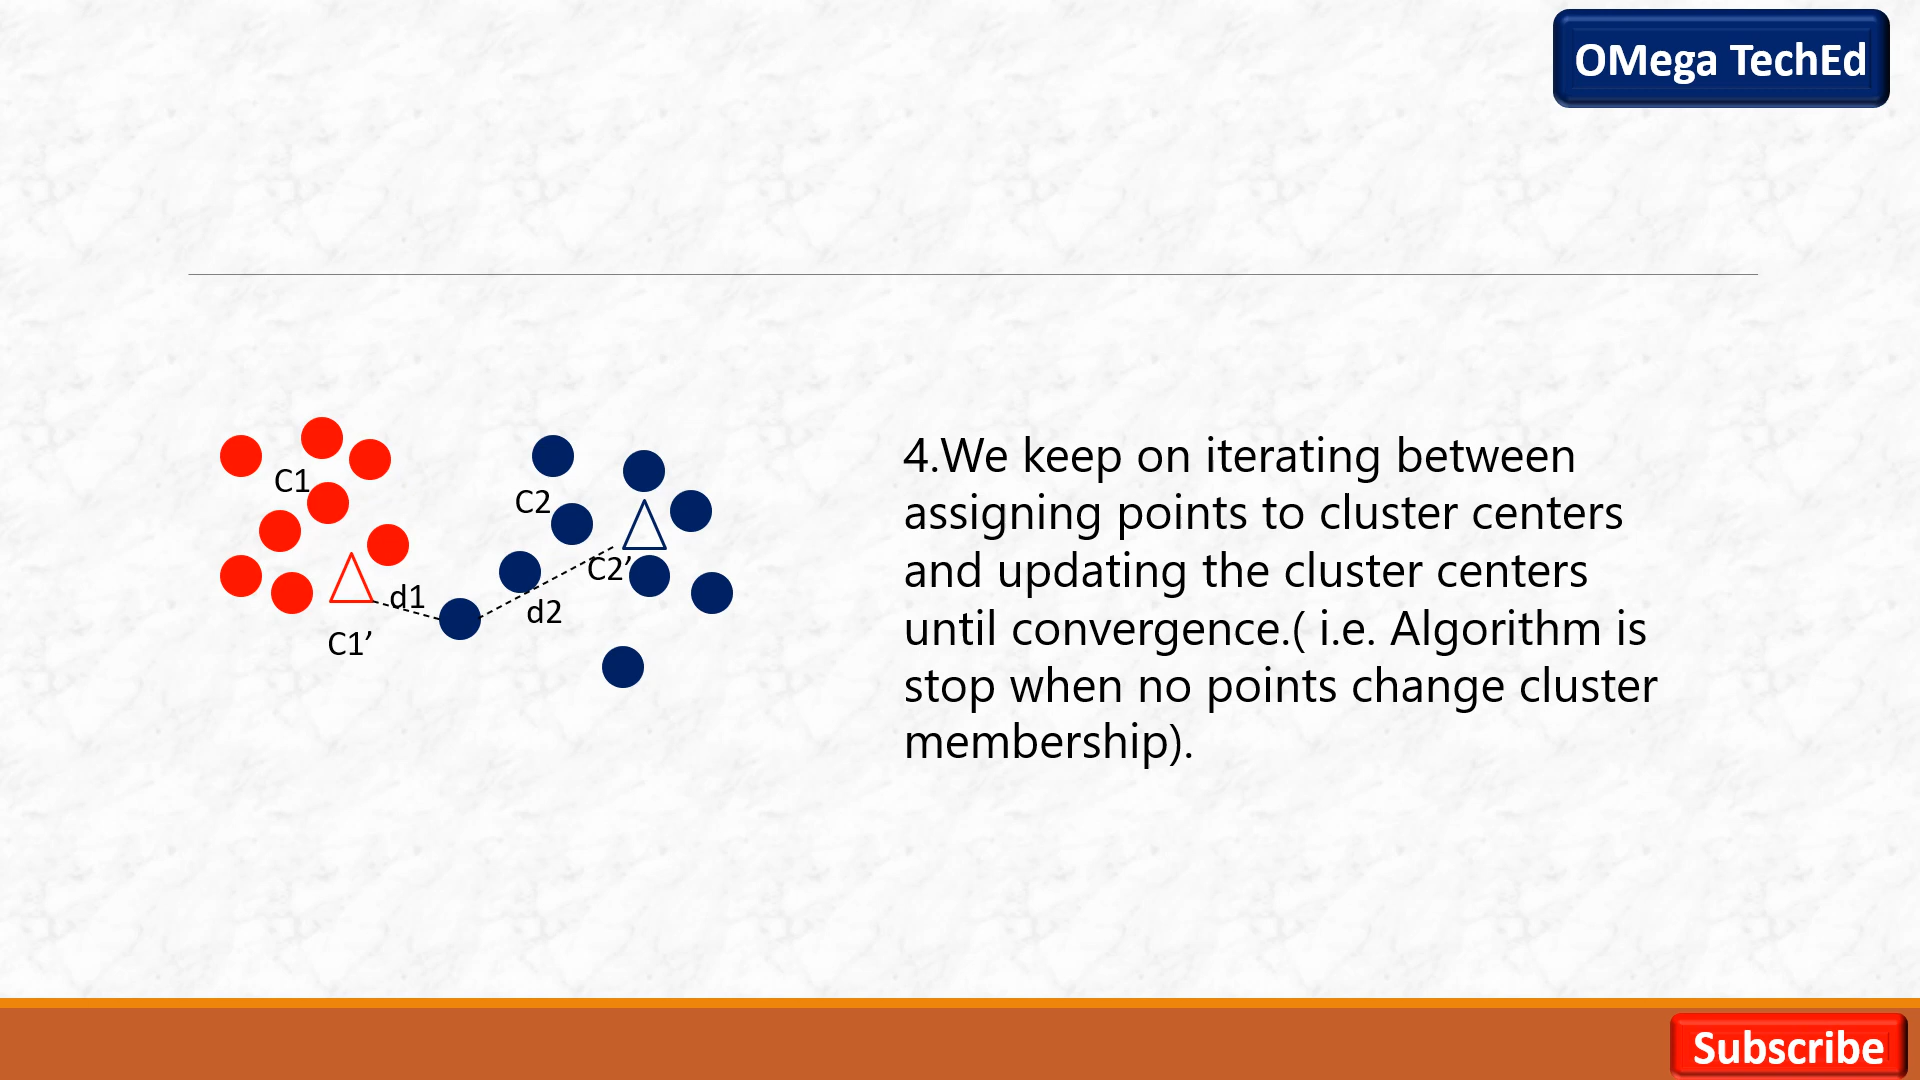 OMega TechEd
C1
C2
C2’
d1
d2
C1’
4.We keep on iterating between
assigning points to cluster centers
and updating the cluster centers
until convergence.( i.e. Algorithm is
stop when no points change cluster
membership).
Subscribe